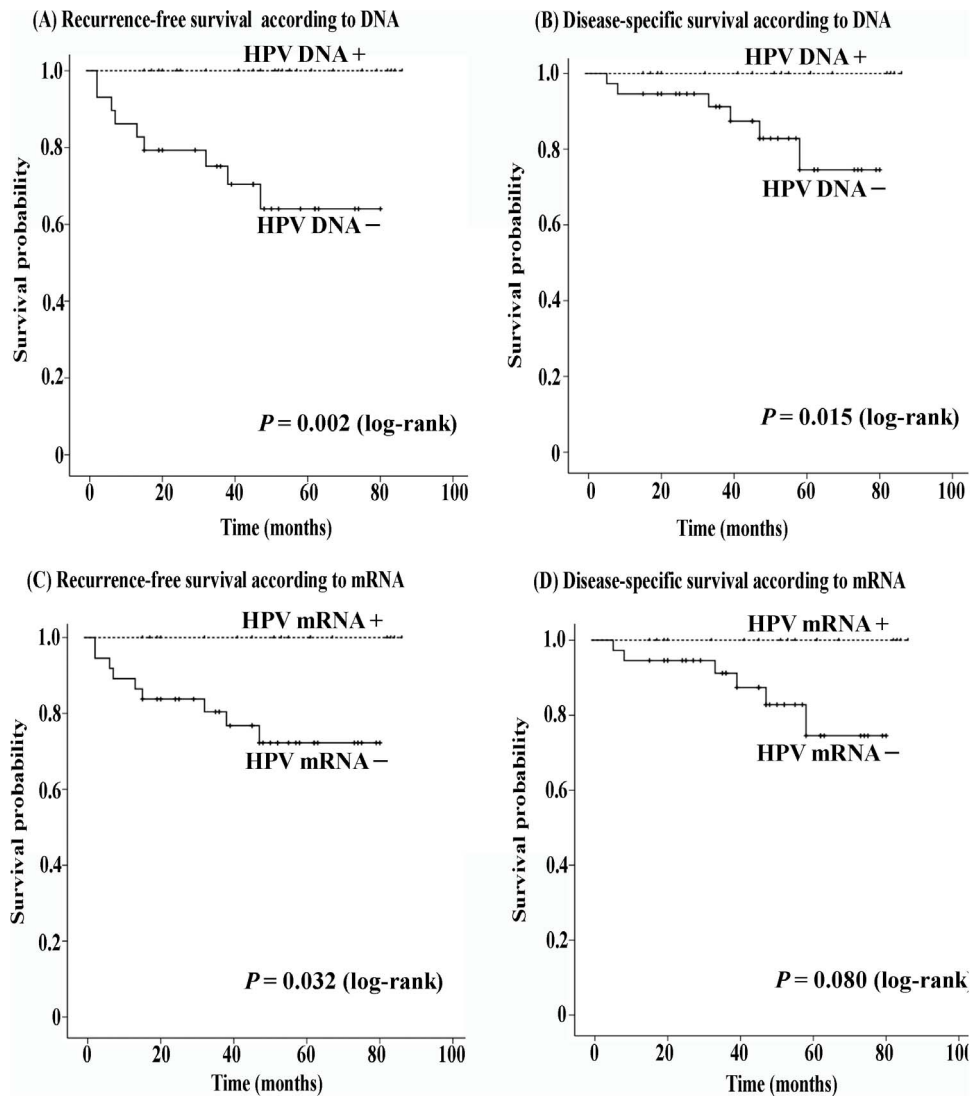 (A) Recurrence-free survival according to DNA
HPV DNA +
1.0
0.8
0.6
0.4
0.2
0
Survival probability
HPV DNA −
P = 0.002 (log-rank)
0 20 40 60 80 100
Time (months)
(B) Disease-specific survival according to DNA
HPV DNA +
1.0
0.8
0.6
0.4
0.2
0
Survival probability
HPV DNA −
P = 0.015 (log-rank)
0 20 40 60 80 100
Time (months)
(C) Recurrence-free survival according to mRNA
HPV mRNA +
1.0
0.8
0.6
0.4
0.2
0
Survival probability
HPV mRNA −
P = 0.032 (log-rank)
0 20 40 60 80 100
Time (months)
(D) Disease-specific survival according to mRNA
HPV mRNA +
1.0
0.8
0.6
0.4
0.2
0
Survival probability
HPV mRNA −
P = 0.080 (log-rank)
0 20 40 60 80 100
Time (months)